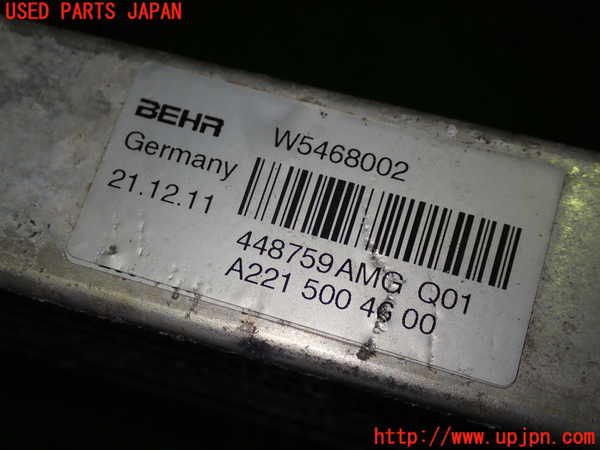 USED PARTS JAPAN
BEHR W5468002
Germany
21.12.11
448759AMG Q01
A221 500 46 00
http://www.upjpn.com